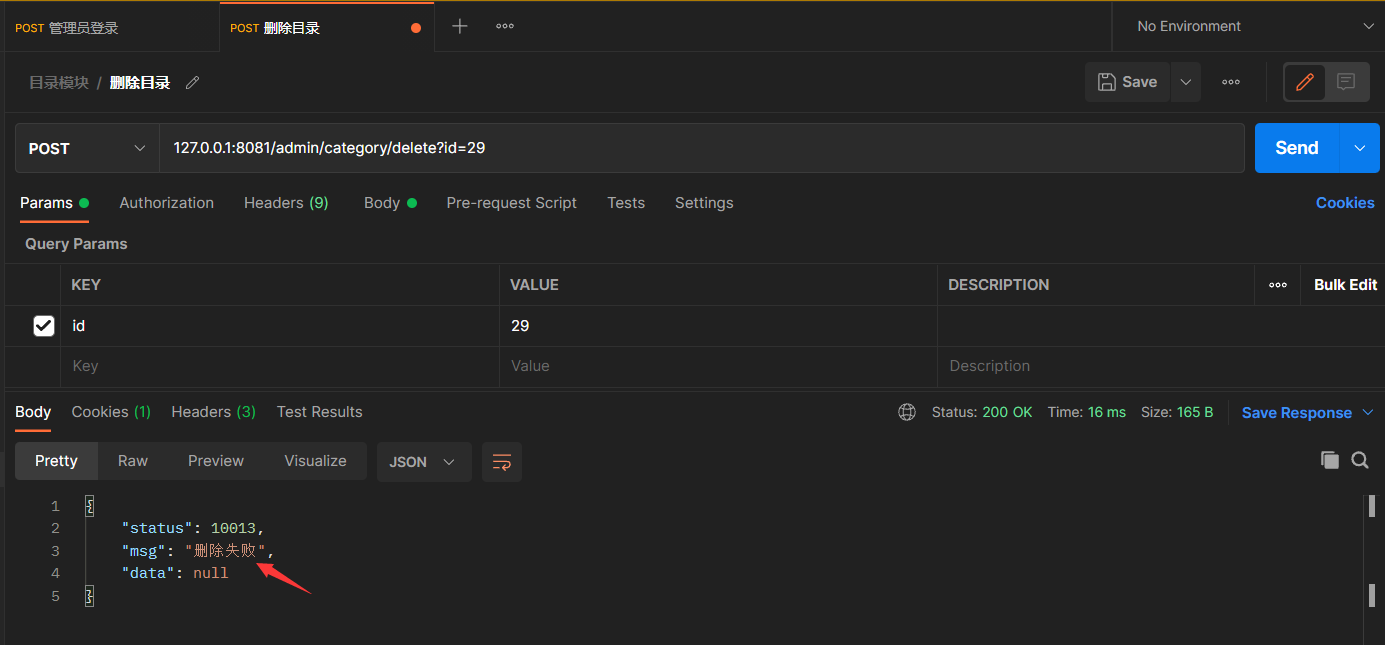 POST 管理员登录
POST 删除目录
No Environment
目录模块 / 删除目录
Save
POST
127.0.0.1:8081/admin/category/delete?id=29
Send
Params
Authorization
Headers (9)
Body
Pre-request Script
Tests
Settings
Cookies
Query Params
KEY
VALUE
DESCRIPTION
Bulk Edit
id
29
Key
Value
Description
Body
Cookies (1)
Headers (3)
Test Results
Status: 200 OK
Time: 16 ms
Size: 165 B
Save Response
Pretty
Raw
Preview
Visualize
JSON
1 {
2 "status": 10013,
3 "msg": "删除失败",
4 "data": null
5 }